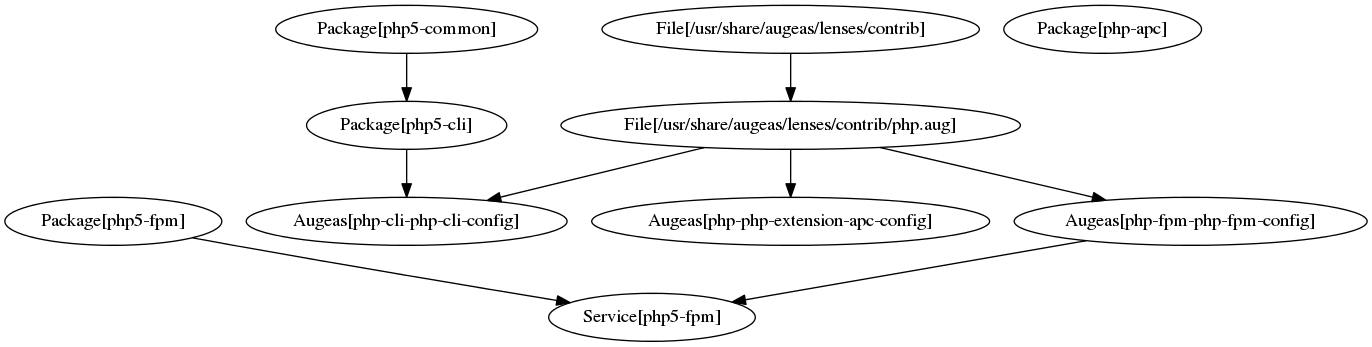 Package[php5-common]
File[/usr/share/augeas/lenses/contrib]
Package[php-apc]
Package[php5-cli]
File[/usr/share/augeas/lenses/contrib/php.aug]
Package[php5-fpm]
Augeas[php-cli-php-cli-config]
Augeas[php-php-extension-apc-config]
Augeas[php-fpm-php-fpm-config]
Service[php5-fpm]